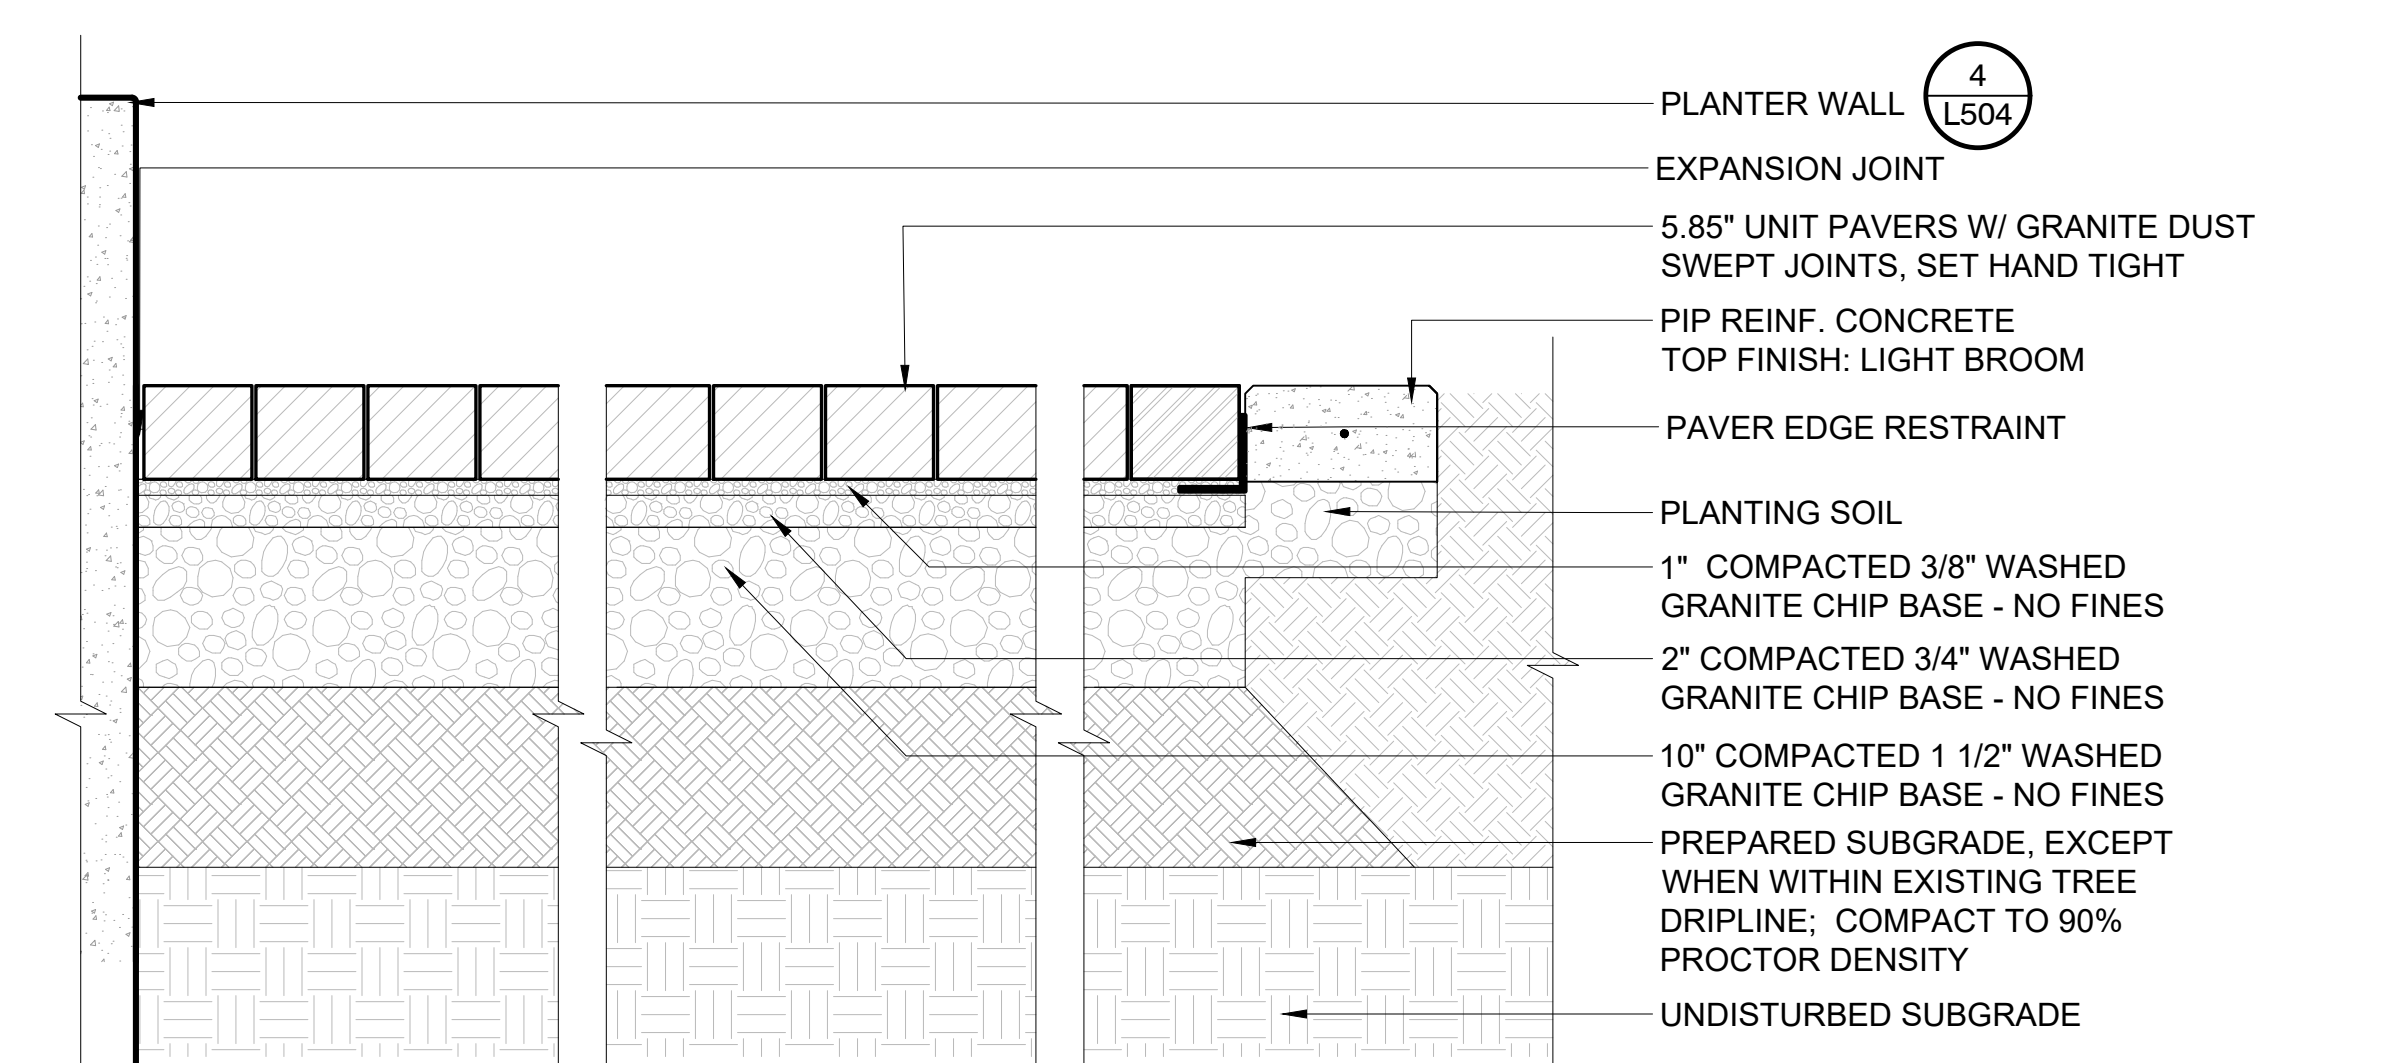 4
PLANTER WALL
L504
EXPANSION JOINT
5.85" UNIT PAVERS W/ GRANITE DUST
SWEPT JOINTS, SET HAND TIGHT
PIP REINF. CONCRETE
TOP FINISH: LIGHT BROOM
PAVER EDGE RESTRAINT
PLANTING SOIL
1" COMPACTED 3/8" WASHED
GRANITE CHIP BASE - NO FINES
2" COMPACTED 3/4" WASHED
GRANITE CHIP BASE - NO FINES
10" COMPACTED 1 1/2" WASHED
GRANITE CHIP BASE - NO FINES
PREPARED SUBGRADE, EXCEPT
WHEN WITHIN EXISTING TREE
DRIPLINE; COMPACT TO 90%
PROCTOR DENSITY
UNDISTURBED SUBGRADE